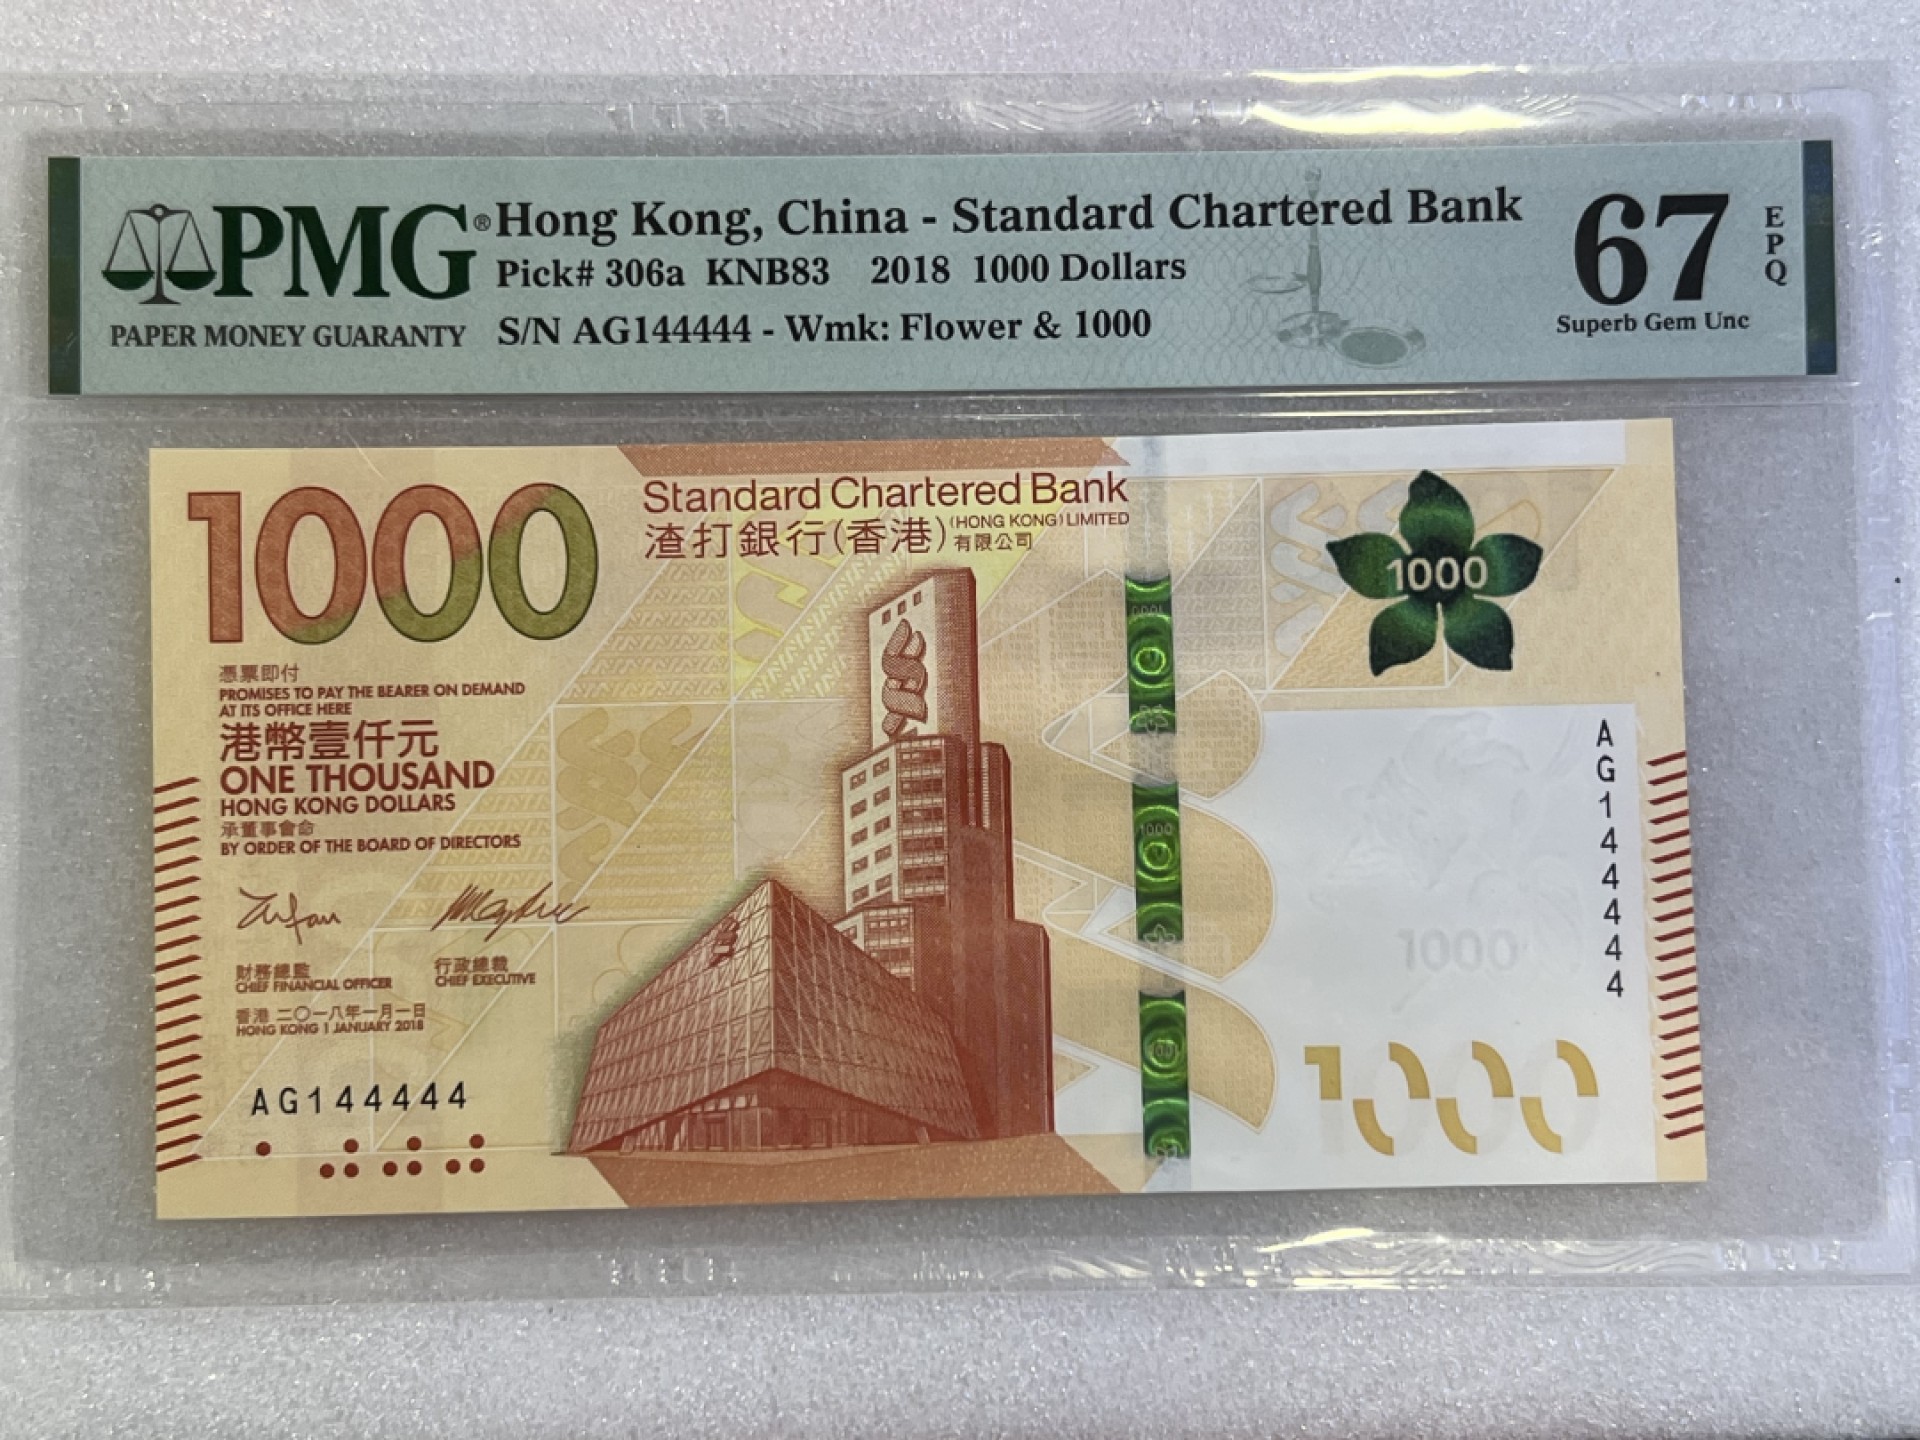 PMG®
PAPER MONEY GUARANTY
Hong Kong, China - Standard Chartered Bank
Pick# 306a KNB83 2018 1000 Dollars
S/N AG144444 - Wmk: Flower & 1000
67
EPQ
Superb Gem Unc
1000
Standard Chartered Bank
(HONG KONG) LIMITED
渣打銀行(香港)有限公司
1000
憑票即付
PROMISES TO PAY THE BEARER ON DEMAND
AT ITS OFFICE HERE
港幣壹仟元
ONE THOUSAND
HONG KONG DOLLARS
承董事會命
BY ORDER OF THE BOARD OF DIRECTORS
財務總監
CHIEF FINANCIAL OFFICER
行政總裁
CHIEF EXECUTIVE
香港 二〇一八年一月一日
HONG KONG 1 JANUARY 2018
AG144444
AG144444
1000
1000
1000